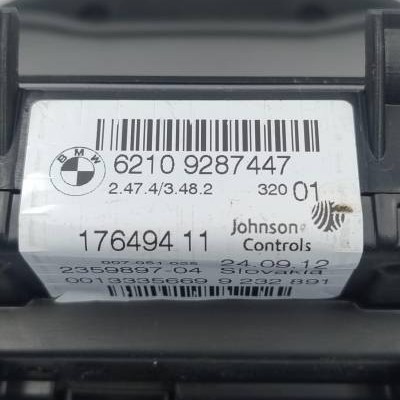 BMW
6210 9287447
2.47.4/3.48.2 320 01
176494 11
Johnson
Controls
24.09.12
2359897-04 Slovakia
0013335669 9 232 891